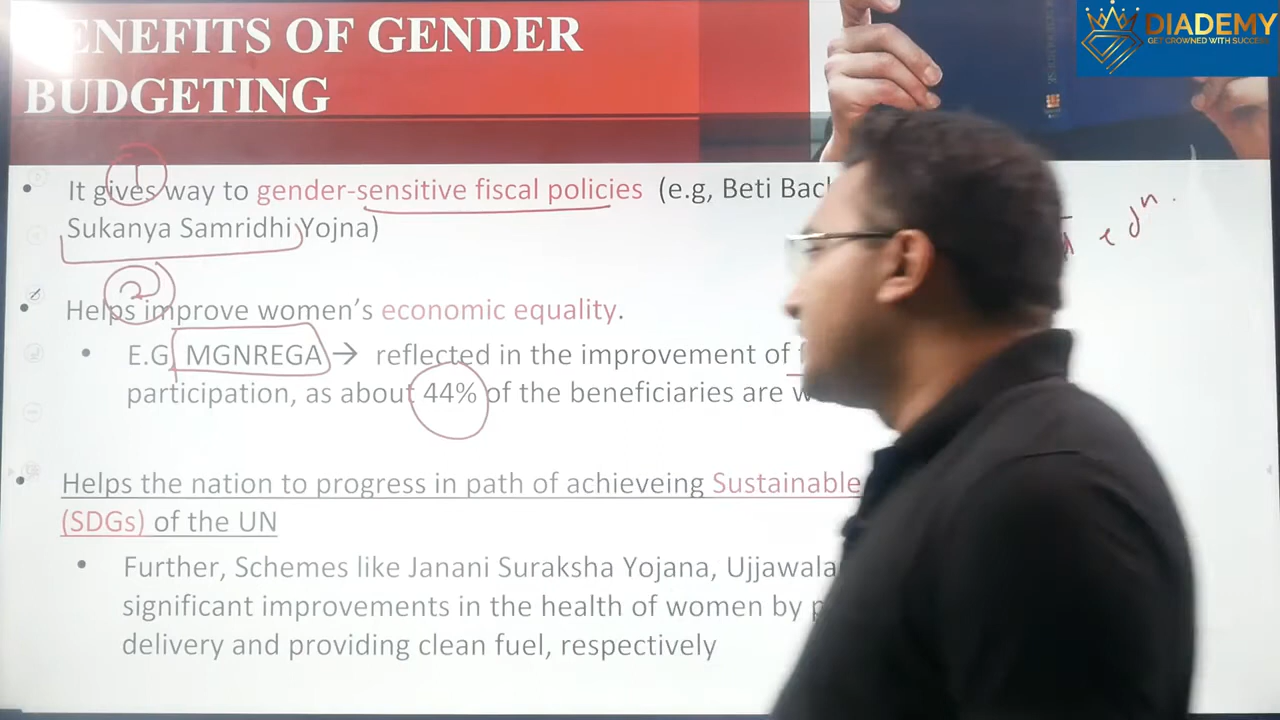 BENEFITS OF GENDER
BUDGETING
DIADEMY
GET CROWNED WITH SUCCESS
1
• It gives way to gender-sensitive fiscal policies (e.g, Beti
Sukanya Samridhi Yojna)
2
• Helps improve women's economic equality.
• E.G MGNREGA → reflected in the improvement of
participation, as about 44% of the beneficiaries are
• Helps the nation to progress in path of achieveing Sustainable
(SDGs) of the UN
• Further, Schemes like Janani Suraksha Yojana, Ujjawala
significant improvements in the health of women by
delivery and providing clean fuel, respectively